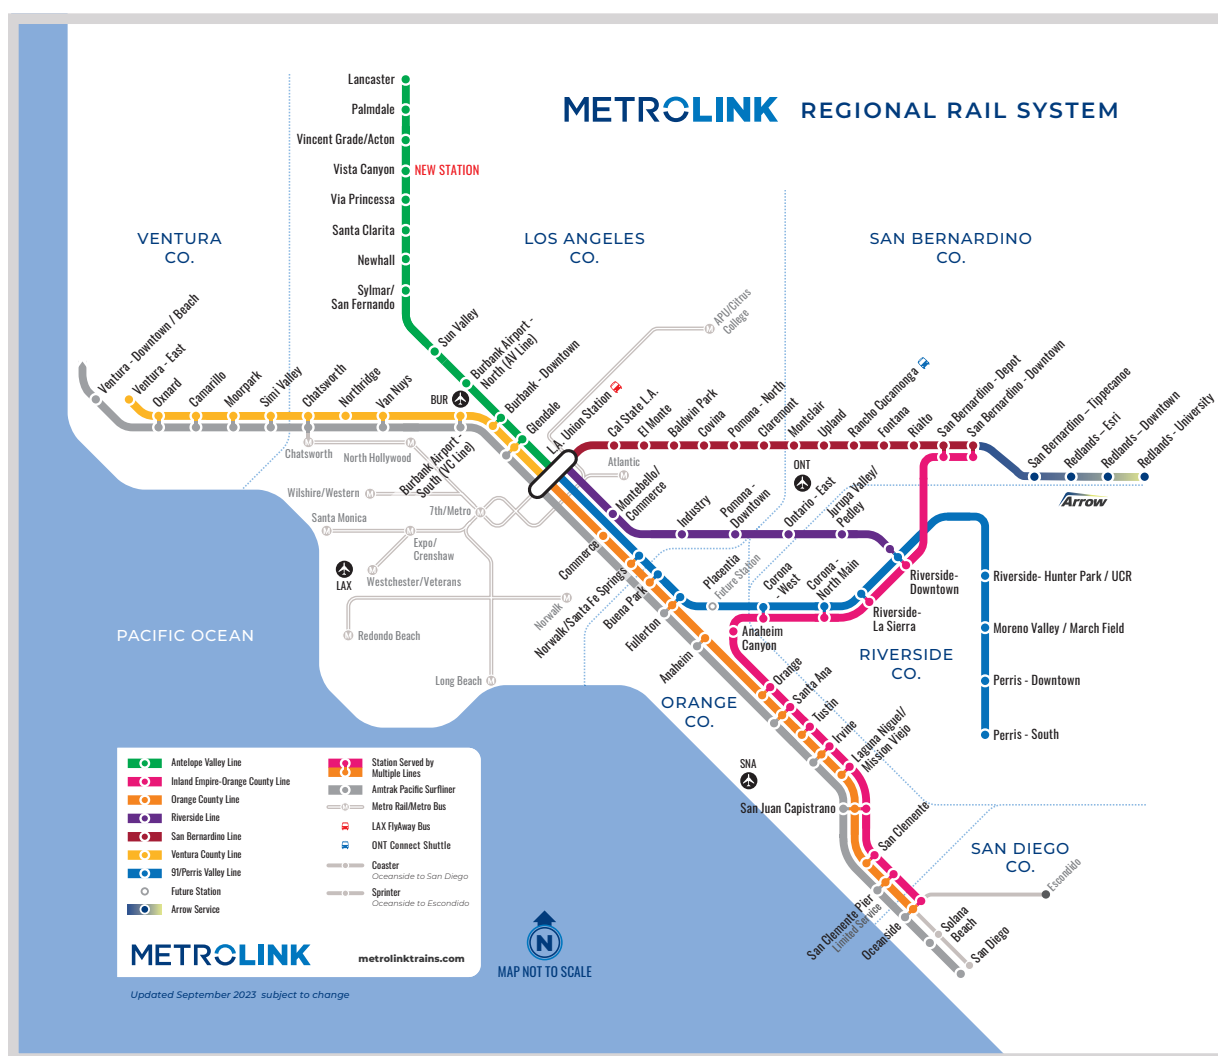 METROLINK REGIONAL RAIL SYSTEM
Lancaster
Palmdale
Vincent Grade/Acton
Vista Canyon
NEW STATION
Via Princessa
Santa Clarita
Newhall
Sylmar/
San Fernando
VENTURA
CO.
LOS ANGELES
CO.
SAN BERNARDINO
CO.
Ventura - Downtown / Beach
Ventura - East
Oxnard
Camarillo
Moorpark
Simi Valley
Chatsworth
Northridge
Van Nuys
BUR
Sun Valley
Burbank Airport -
North (AV Line)
Burbank - Downtown
Glendale
L.A. Union Station
APU/Citrus
College
M
Cal State L.A.
El Monte
Baldwin Park
Covina
Pomona - North
Claremont
Montclair
Upland
Rancho Cucamonga
Fontana
Rialto
San Bernardino - Depot
San Bernardino - Downtown
San Bernardino - Tippecanoe
Redlands - Esri
Redlands - Downtown
Redlands - University
Arrow
M
Chatsworth
M
North Hollywood
Burbank Airport -
South (VC Line)
Atlantic
M
ONT
Wilshire/Western
M
7th/Metro
M
Santa Monica
M
M
Expo/
Crenshaw
LAX
M
Westchester/Veterans
Montebello/
Commerce
Industry
Pomona -
Downtown
Ontario - East
Jurupa Valley/
Pedley
Commerce
Norwalk
M
Norwalk/Santa Fe Springs
Buena Park
Fullerton
Anaheim
Placentia
Future Station
Corona
- West
Corona -
North Main
Riverside-
Downtown
Riverside-
La Sierra
Riverside- Hunter Park / UCR
Moreno Valley / March Field
Perris - Downtown
Perris - South
M
Redondo Beach
Long Beach
M
PACIFIC OCEAN
Anaheim
Canyon
RIVERSIDE
CO.
ORANGE
CO.
Orange
Santa Ana
Tustin
Irvine
Laguna Niguel/
Mission Viejo
SNA
San Juan Capistrano
San Clemente
San Clemente Pier
Limited Service
Oceanside
SAN DIEGO
CO.
Escondido
Solana
Beach
San Diego
Antelope Valley Line
Inland Empire-Orange County Line
Orange County Line
Riverside Line
San Bernardino Line
Ventura County Line
91/Perris Valley Line
Future Station
Arrow Service
Station Served by
Multiple Lines
Amtrak Pacific Surfliner
M
Metro Rail/Metro Bus
LAX FlyAway Bus
ONT Connect Shuttle
Coaster
Oceanside to San Diego
Sprinter
Oceanside to Escondido
METROLINK
metrolinktrains.com
N
MAP NOT TO SCALE
Updated September 2023 subject to change